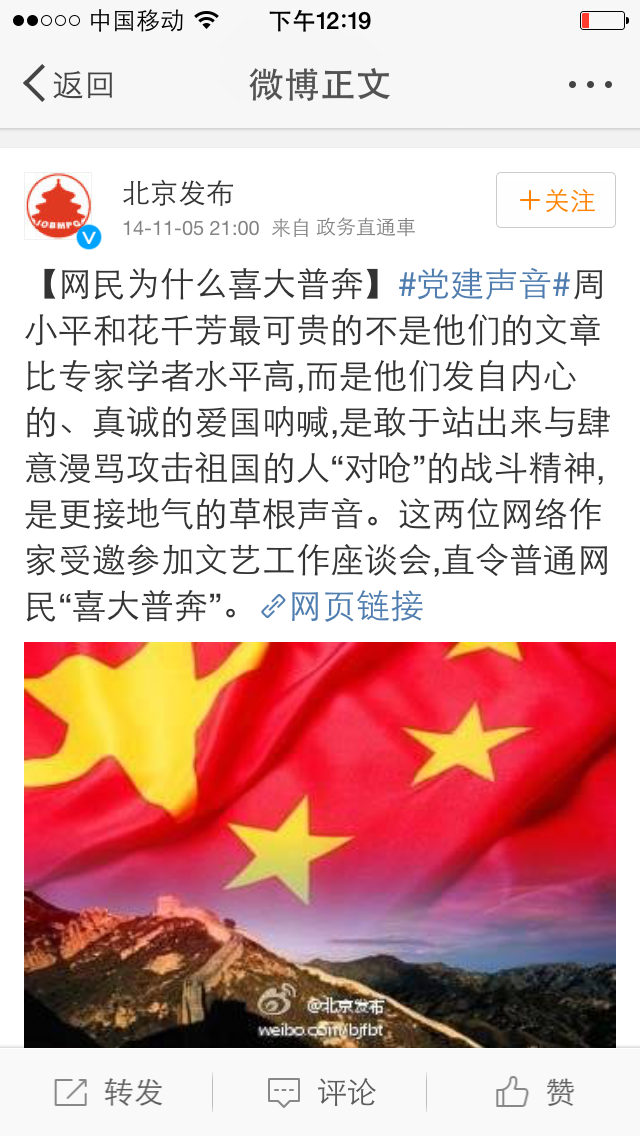 中国移动 下午12:19
返回 微博正文
北京发布
+关注
14-11-05 21:00 来自 政务直通車
JOBMPG
V
【网民为什么喜大普奔】#党建声音#周
小平和花千芳最可贵的不是他们的文章
比专家学者水平高,而是他们发自内心
的、真诚的爱国呐喊,是敢于站出来与肆
意漫骂攻击祖国的人“对呛”的战斗精神,
是更接地气的草根声音。这两位网络作
家受邀参加文艺工作座谈会,直令普通网
民“喜大普奔”。网页链接
@北京发布
weibo.com/bjfbt
转发 评论 赞